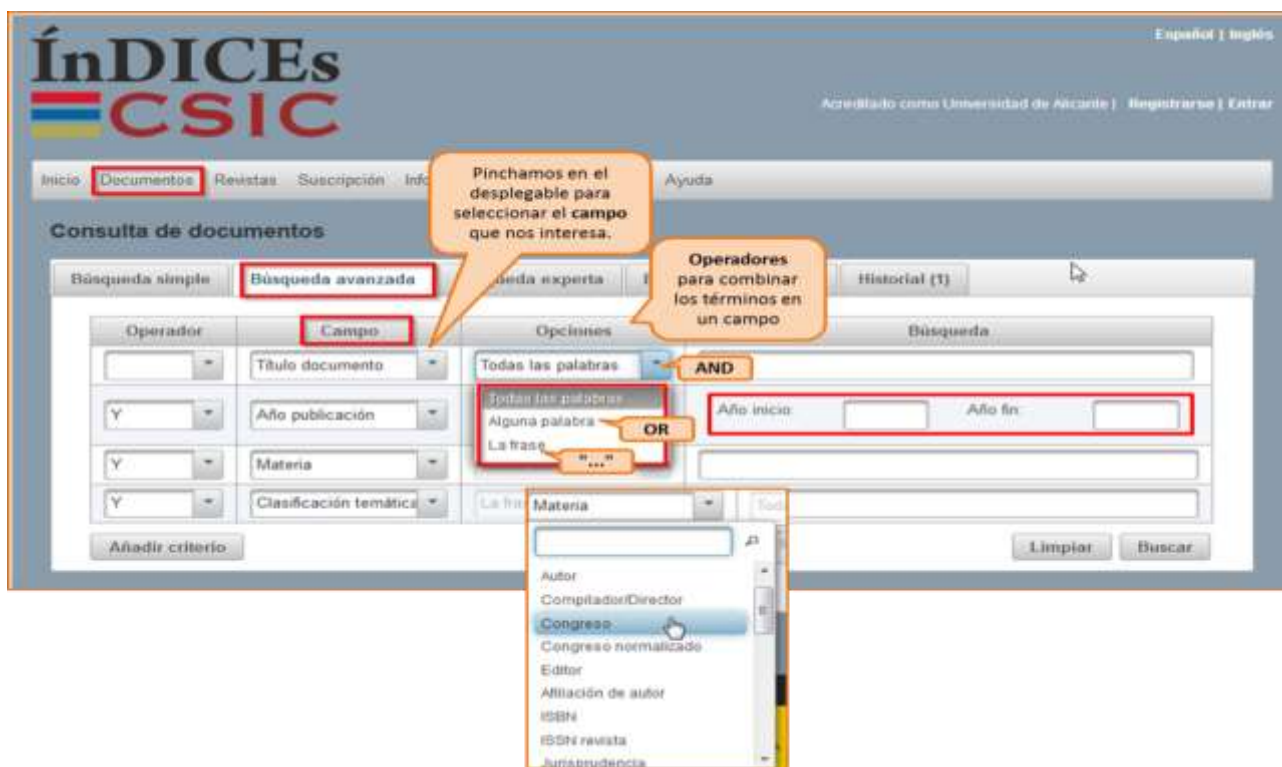 Español | Inglés
ÍnDICEs
CSIC
Acreditado como Universidad de Alicante | Registrarse | Entrar
Inicio Documentos Revistas Suscripción Ayuda
Pinchamos en el
desplegable para
seleccionar el campo
que nos interesa.
Consulta de documentos
Operadores
para combinar
los términos en
un campo
Búsqueda simple Búsqueda avanzada experta Historial (1)
Operador Campo Opciones Búsqueda
Título documento Todas las palabras AND
Todas las palabras
Y Año publicación Año inicio: Año fin:
Alguna palabra OR
La frase "..."
Y Materia
Y Clasificación temática La Materia
Añadir criterio Limpiar Buscar
Autor
Compilador/Director
Congreso
Congreso normalizado
Editor
Afiliación de autor
ISBN
ISSN revista
Jurisprudencia